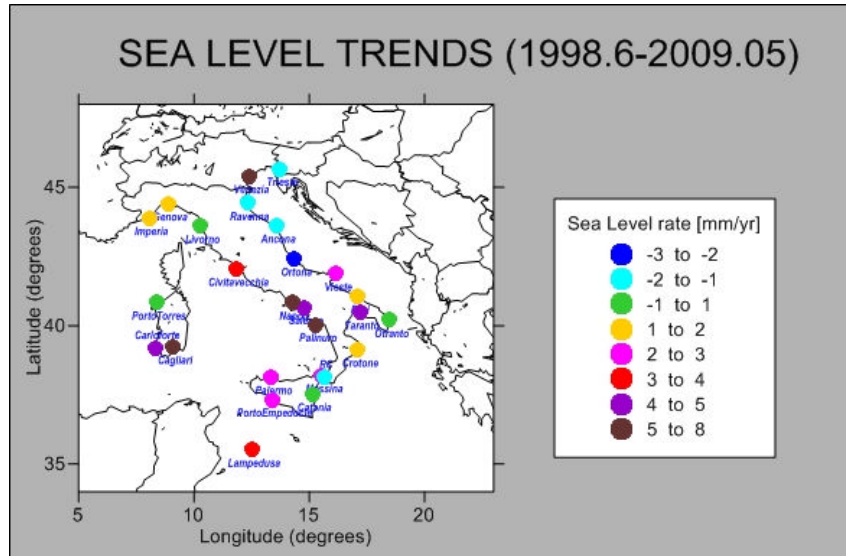 SEA LEVEL TRENDS (1998.6-2009.05)
45
40
35
5
10
15
20
Latitude (degrees)
Longitude (degrees)
Venezia
Trieste
Genova
Ravenna
Imperia
Livorno
Ancona
Ortona
Civitavecchia
Vieste
PortoTorres
Napoli
Taranto
Otranto
Palinuro
Carloforte
Cagliari
Crotone
Palermo
Messina
PortoEmpedocle
Catania
Lampedusa
Sea Level rate [mm/yr]
-3 to -2
-2 to -1
-1 to 1
1 to 2
2 to 3
3 to 4
4 to 5
5 to 8